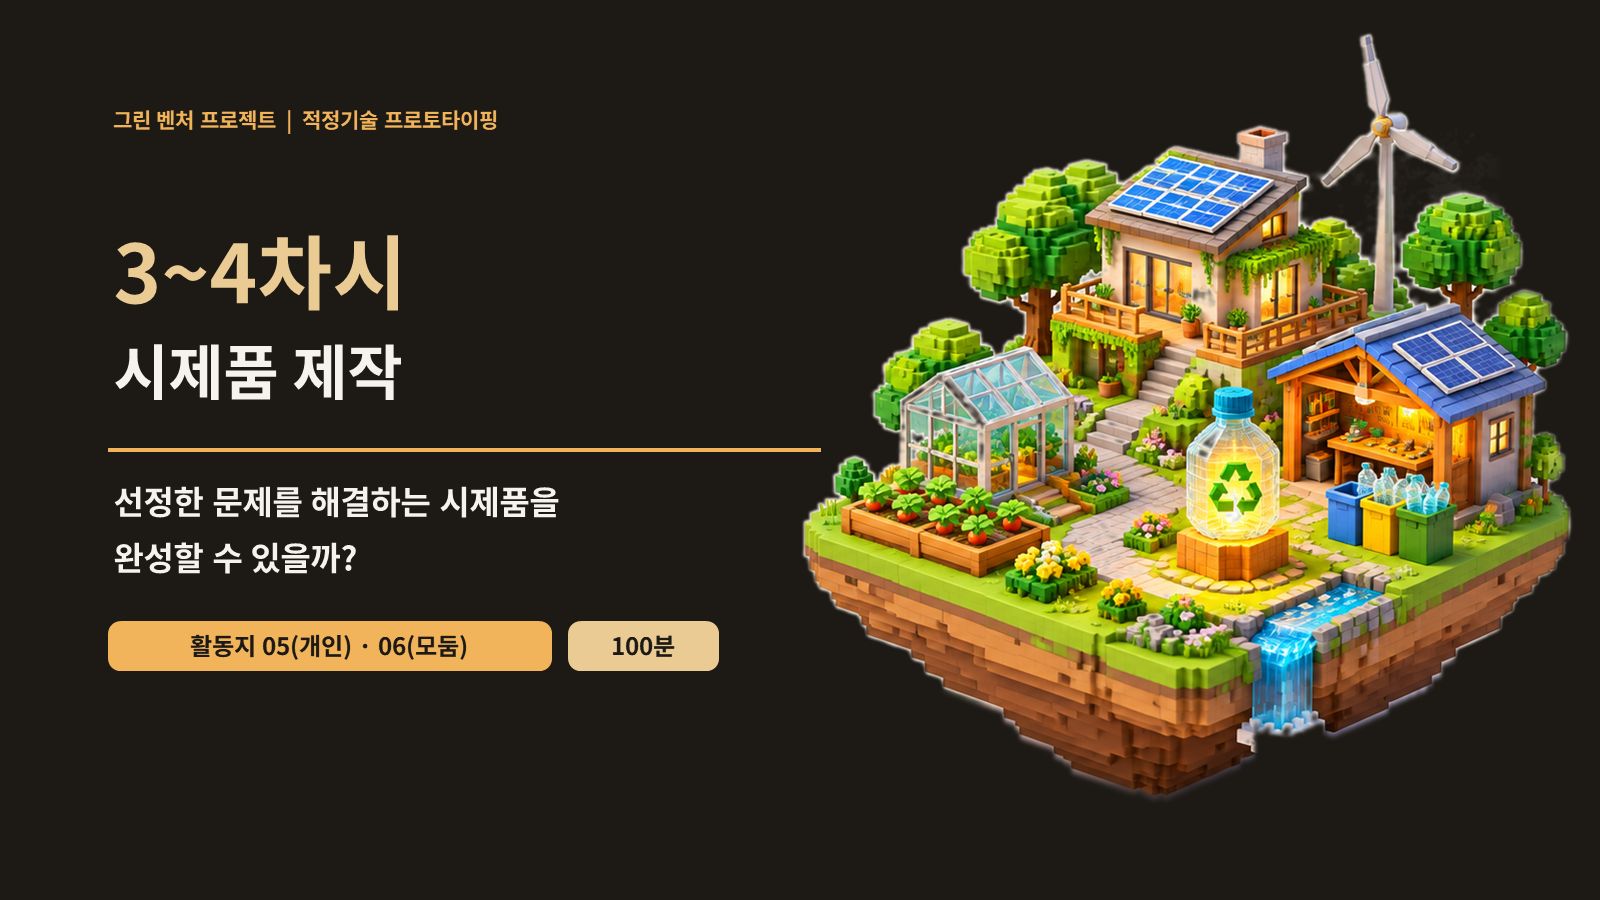 그린 벤처 프로젝트 | 적정기술 프로토타이핑
3~4차시
시제품 제작
선정한 문제를 해결하는 시제품을
완성할 수 있을까?
활동지 05(개인) · 06(모둠)
100분